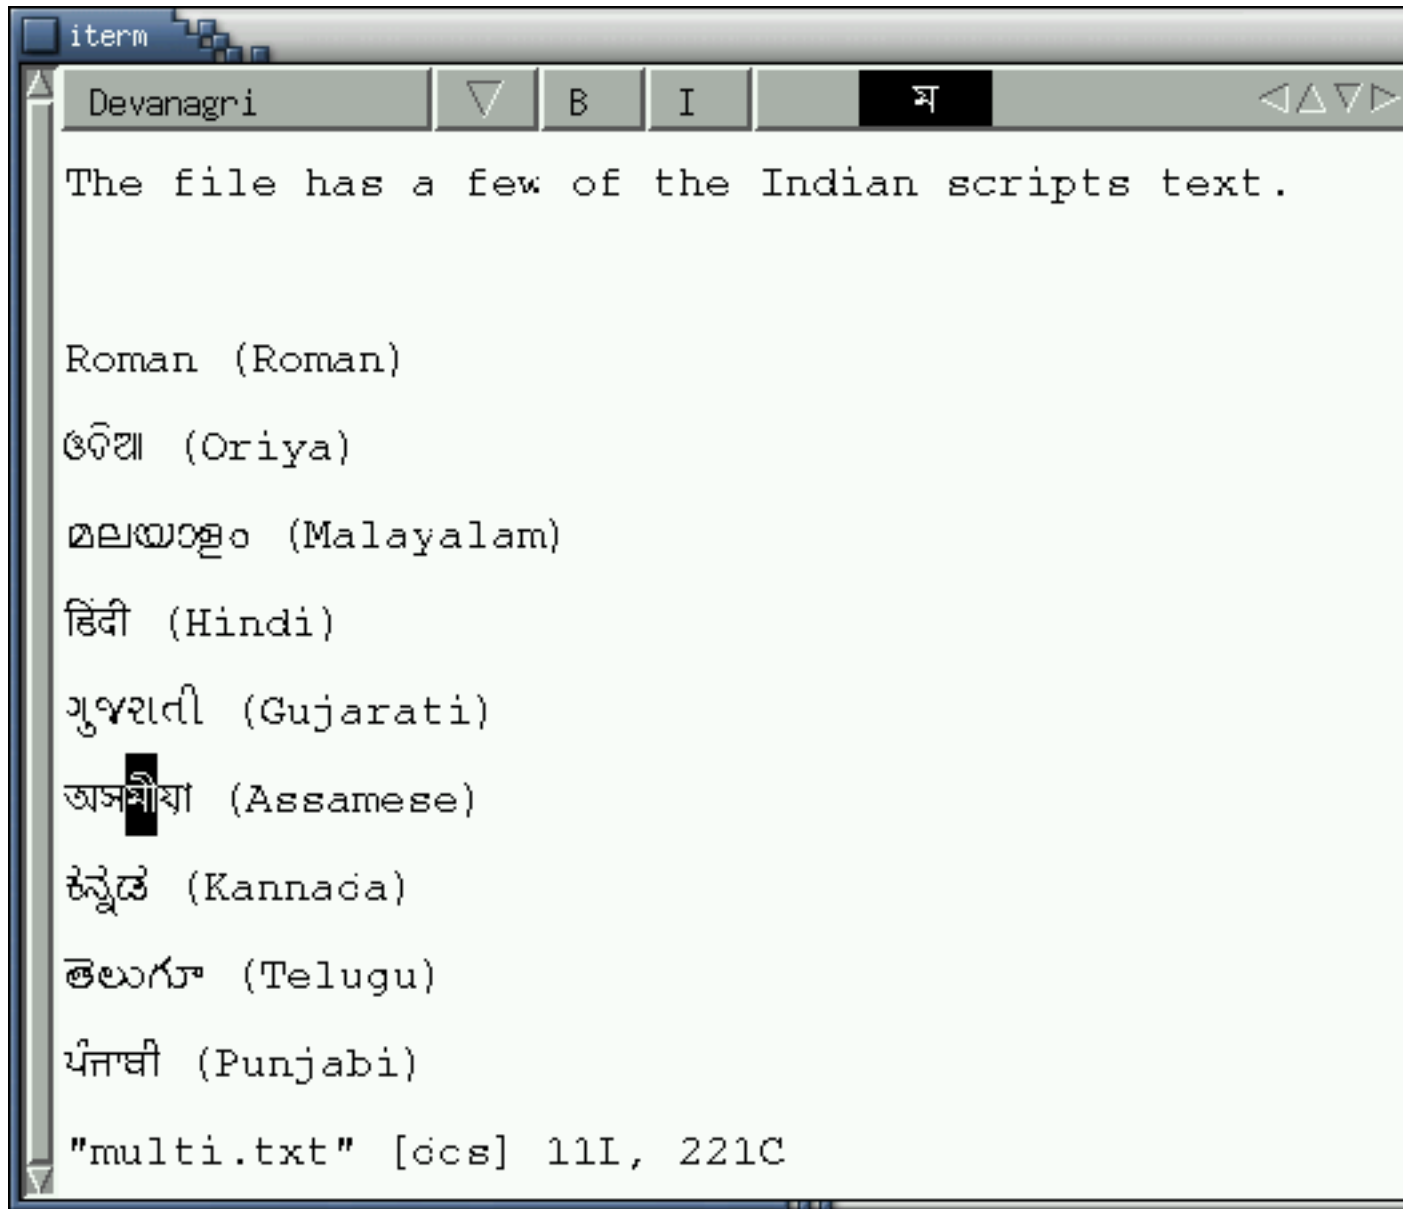 iterm
Devanagri B I ম
The file has a few of the Indian scripts text.
Roman (Roman)
ଓଡିଆ (Oriya)
മലയാളം (Malayalam)
हिंदी (Hindi)
ગુજરાતી (Gujarati)
অসমীয়া (Assamese)
ಕನ್ನಡ (Kannada)
తెలుగూ (Telugu)
ਪੰਜਾਬੀ (Punjabi)
"multi.txt" [dos] 11L, 221C